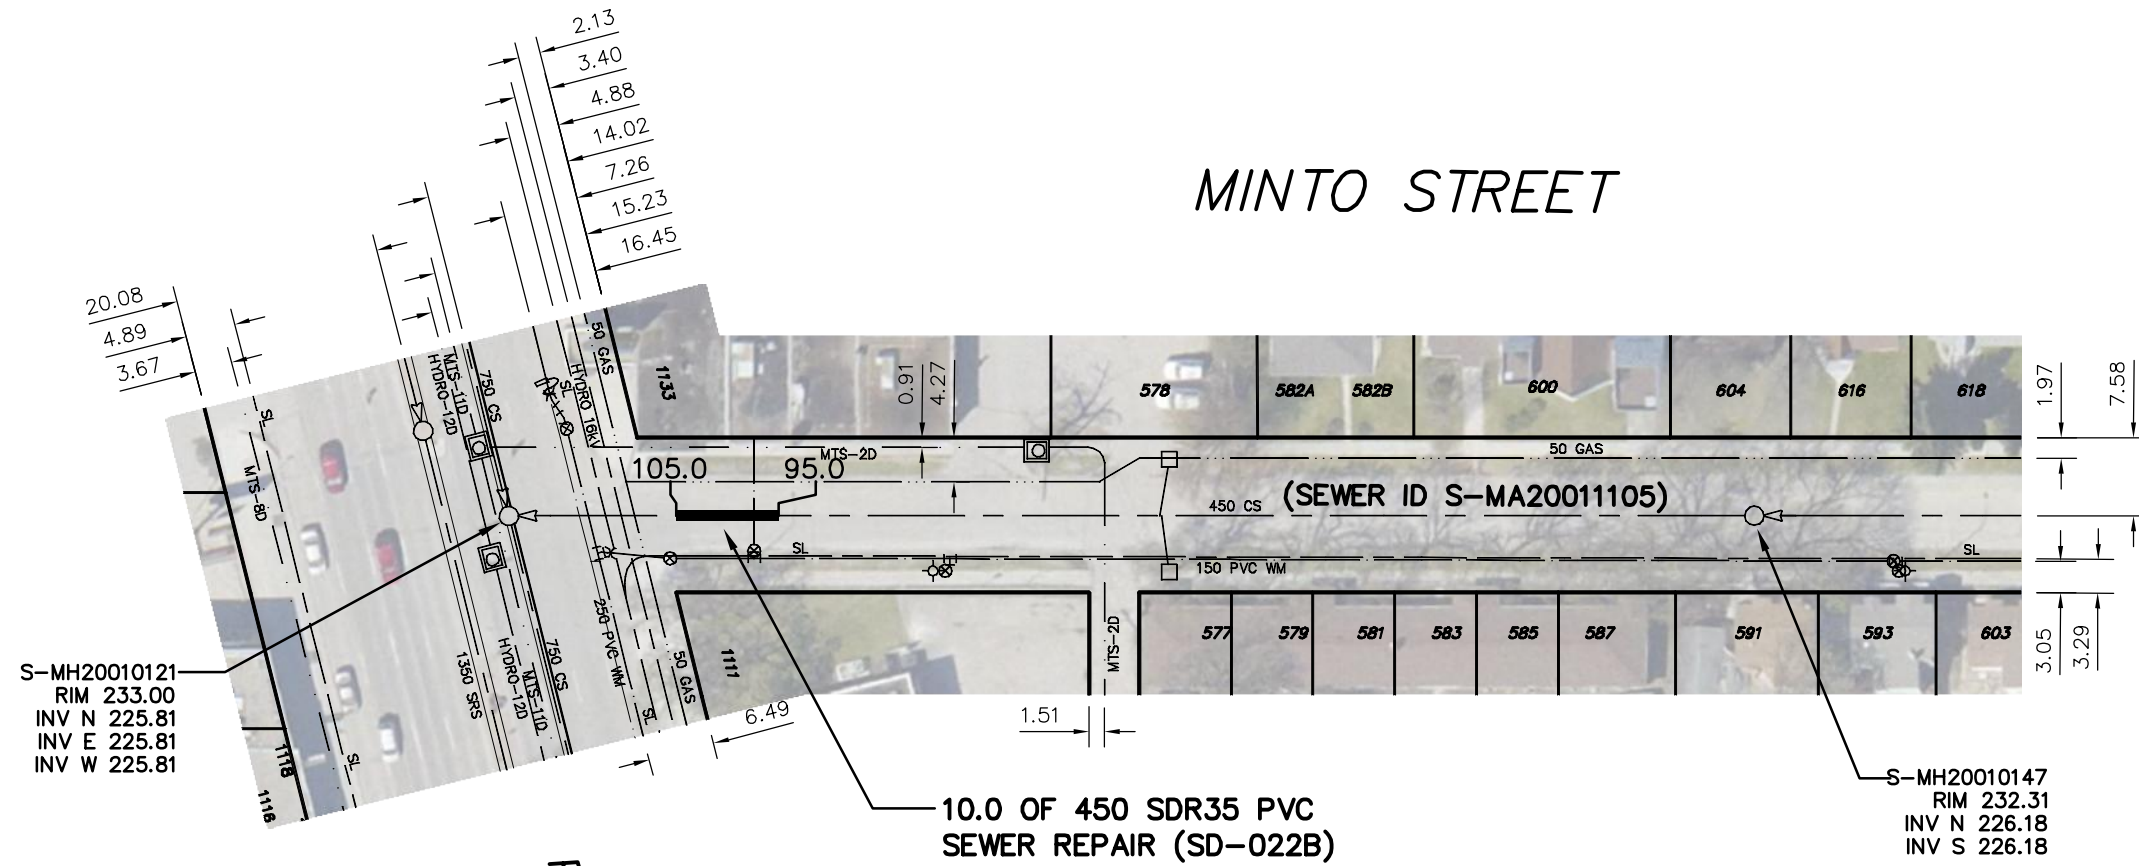 2.13
3.40
4.88
14.02
7.26
15.23
16.45
MINTO STREET
20.08
4.89
3.67
SL
MTS-8D
MTS-11D
HYDRO-12D
750 CS
SL
HYDRO 16kV
50 GAS
1133
0.91
4.27
578
582A
582B
600
604
616
618
1.97
7.58
105.0
95.0
MTS-2D
50 GAS
450 CS
(SEWER ID S-MA20011105)
SL
SL
150 PVC WM
250 PVC WM
MTS-2D
577
579
581
583
585
587
591
593
603
3.05
3.29
1350 SRS
HYDRO-12D
MTS-11D
750 CS
SL
50 GAS
1111
6.49
1.51
SL
1118
1116
S-MH20010121
RIM 233.00
INV N 225.81
INV E 225.81
INV W 225.81
10.0 OF 450 SDR35 PVC
SEWER REPAIR (SD-022B)
S-MH20010147
RIM 232.31
INV N 226.18
INV S 226.18